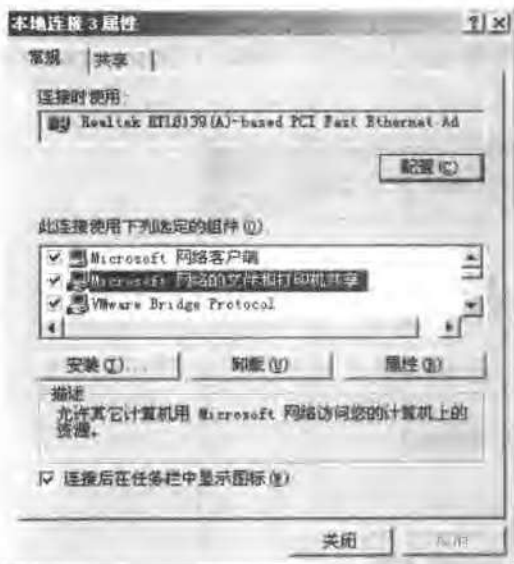 本地连接 3 属性
常规
共享
连接时使用:
Realtek RTL8139(A)-based PCI Fast Ethernet Ad
配置(C)
此连接使用下列选定的组件(O)
Microsoft 网络客户端
Microsoft 网络的文件和打印机共享
VMware Bridge Protocol
安装(I)...
卸载(U)
属性(R)
描述
允许其它计算机用 Microsoft 网络访问您的计算机上的
资源。
连接后在任务栏中显示图标(W)
关闭